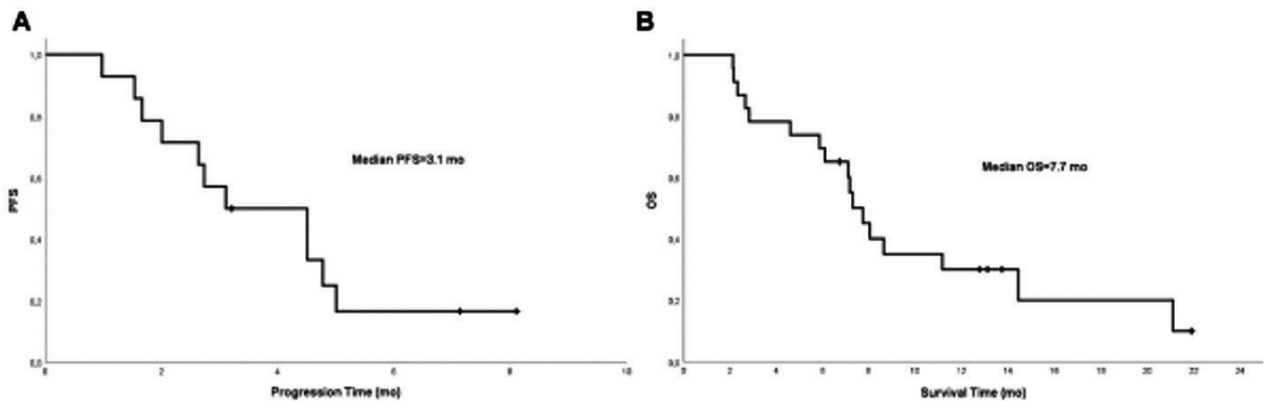 A
1,0
0,8
0,6
0,4
0,2
0,0
PFS
Median PFS=3.1 mo
0 2 4 6 8 10
Progression Time (mo)
B
1,0
0,8
0,6
0,4
0,2
0,0
OS
Median OS=7.7 mo
0 2 4 6 8 10 12 14 16 18 20 22 24
Survival Time (mo)